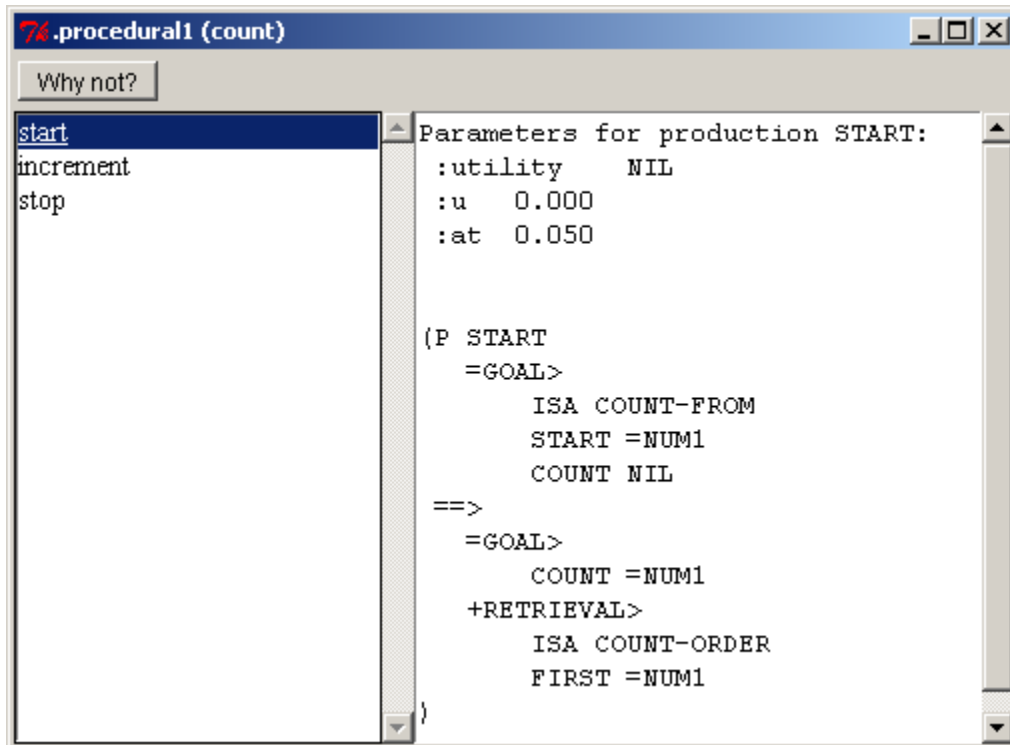 .procedural1 (count)
Why not?
start
increment
stop
Parameters for production START:
:utility    NIL
:u   0.000
:at  0.050
(P START
   =GOAL>
       ISA COUNT-FROM
       START =NUM1
       COUNT NIL
 ==>
   =GOAL>
       COUNT =NUM1
   +RETRIEVAL>
       ISA COUNT-ORDER
       FIRST =NUM1
)